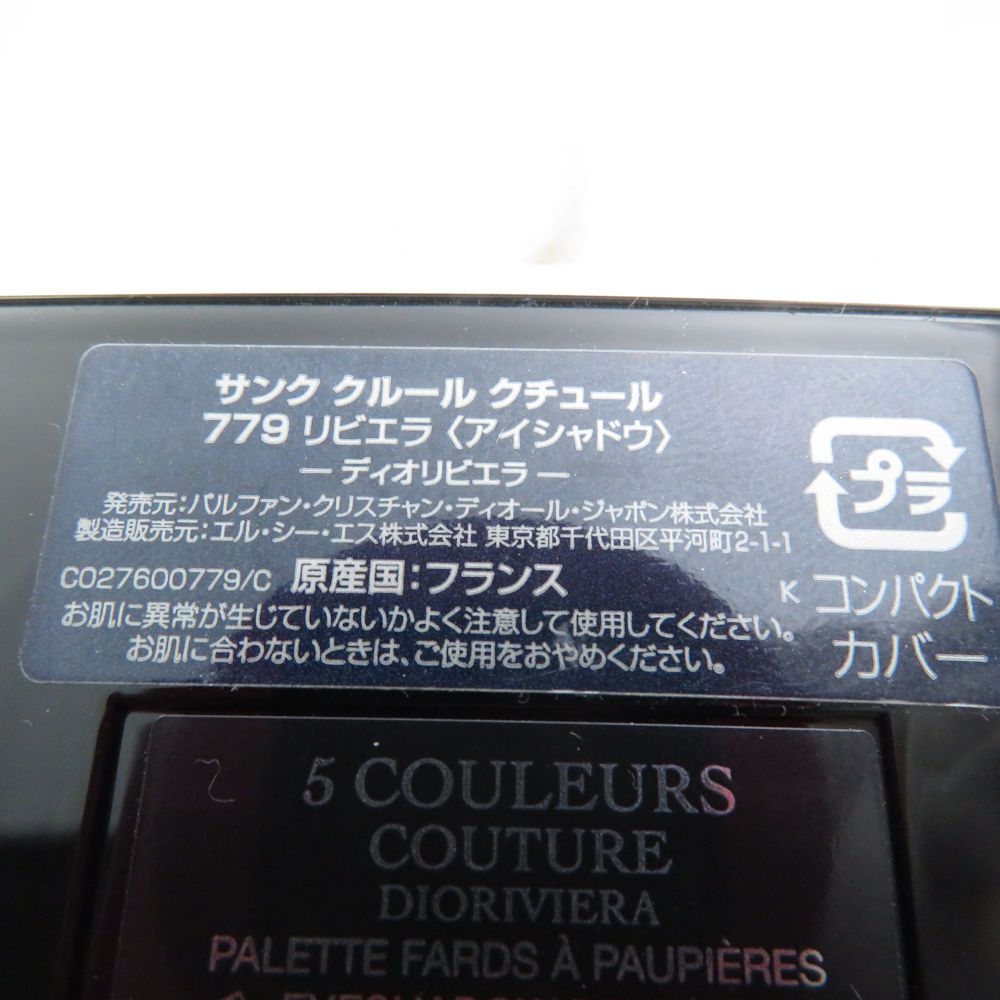 サンク クルール クチュール
779 リビエラ〈アイシャドウ〉
― ディオリビエラ ―
発売元：パルファン・クリスチャン・ディオール・ジャポン株式会社
製造販売元：エル・シー・エス株式会社 東京都千代田区平河町2-1-1
C027600779/C 原産国：フランス
お肌に異常が生じていないかよく注意して使用してください。
お肌に合わないときは、ご使用をおやめください。
プラ
K コンパクト
カバー
5 COULEURS
COUTURE
DIORIVIERA
PALETTE FARDS À PAUPIÈRES